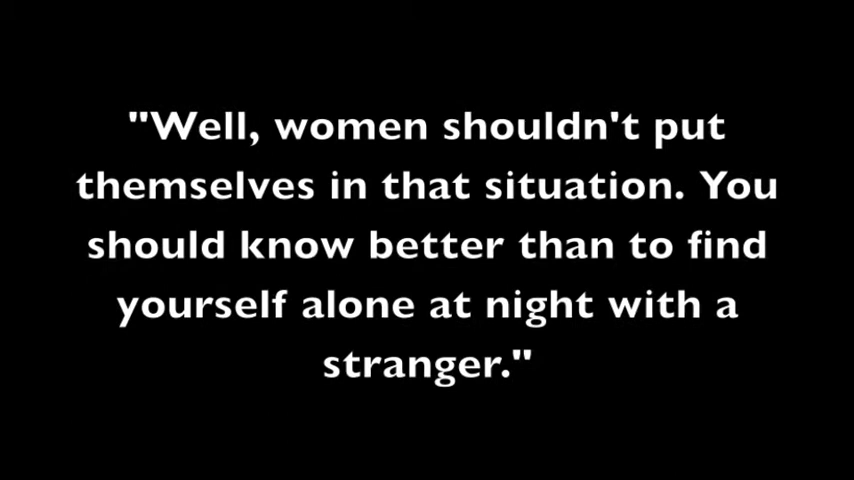 "Well, women shouldn't put
themselves in that situation. You
should know better than to find
yourself alone at night with a
stranger."